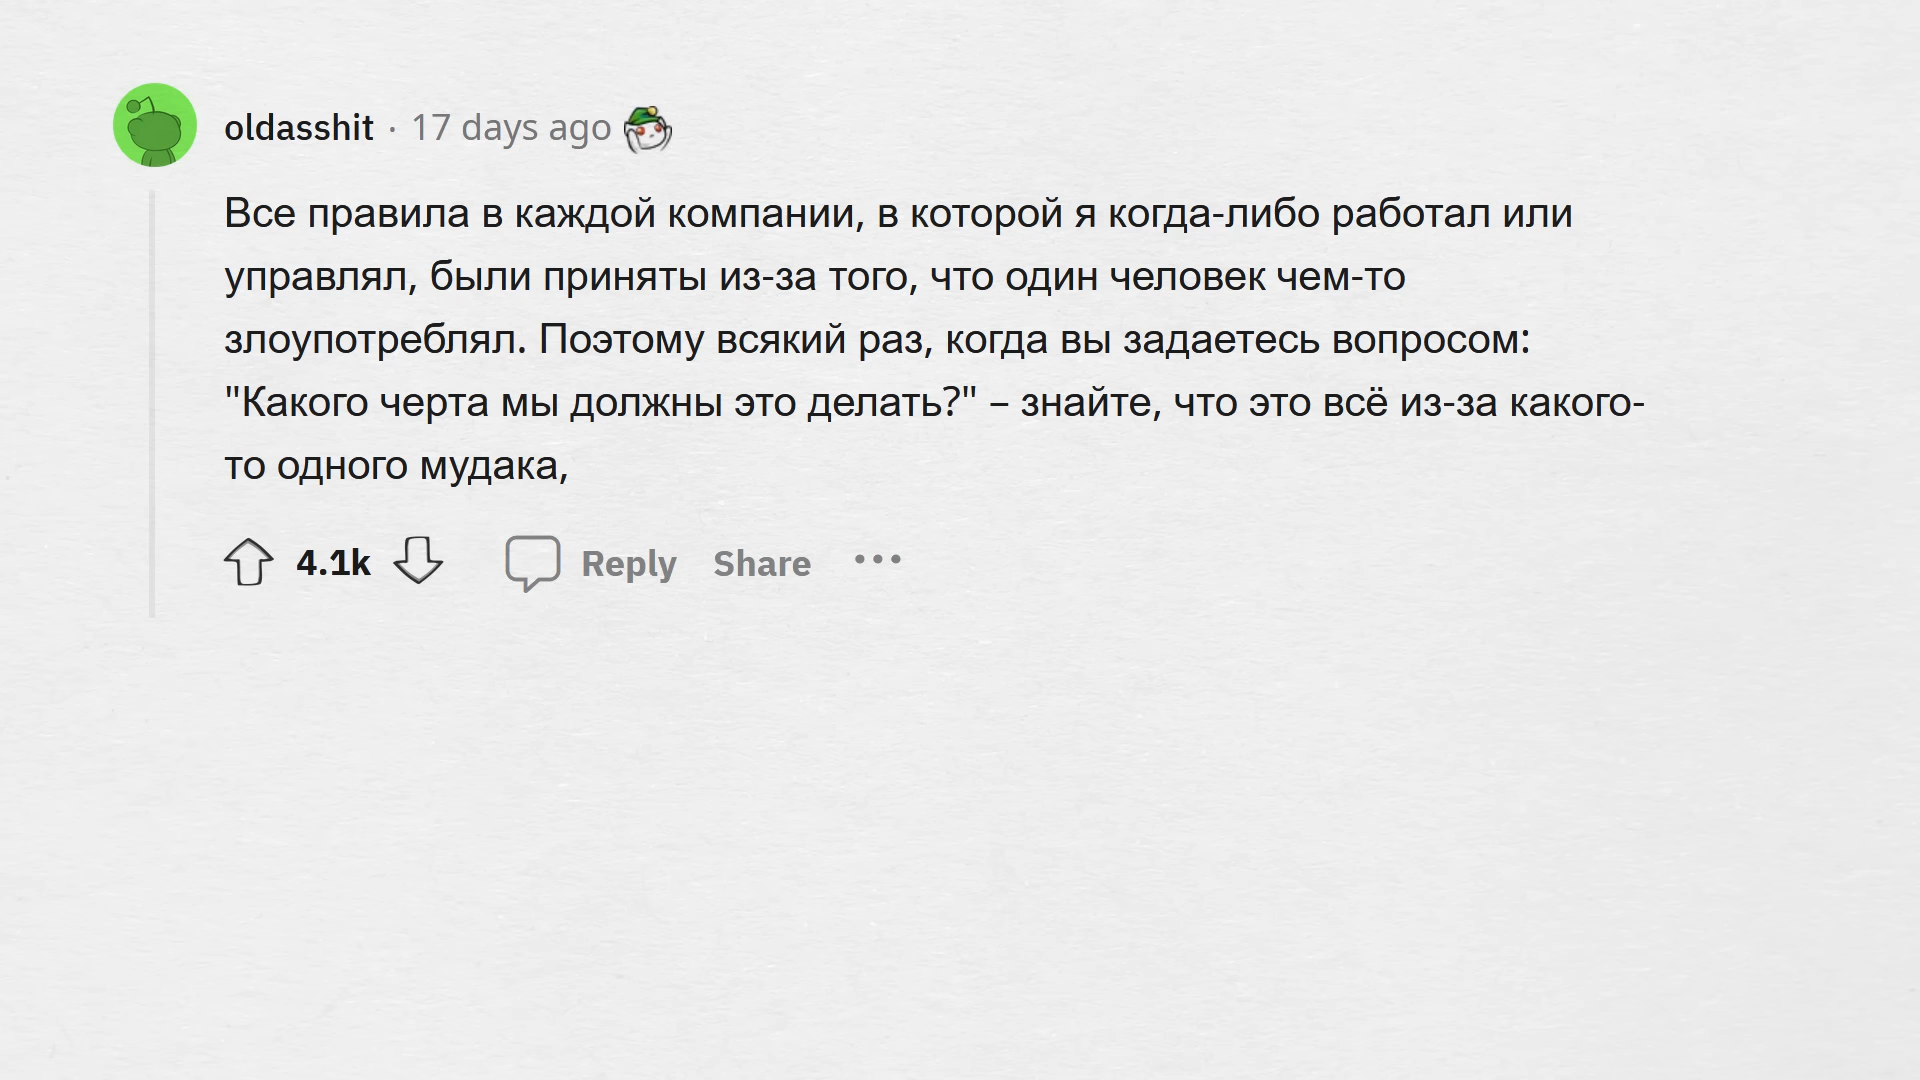 oldasshit · 17 days ago
Все правила в каждой компании, в которой я когда-либо работал или
управлял, были приняты из-за того, что один человек чем-то
злоупотреблял. Поэтому всякий раз, когда вы задаетесь вопросом:
"Какого черта мы должны это делать?" – знайте, что это всё из-за какого-
то одного мудака,
4.1k Reply Share